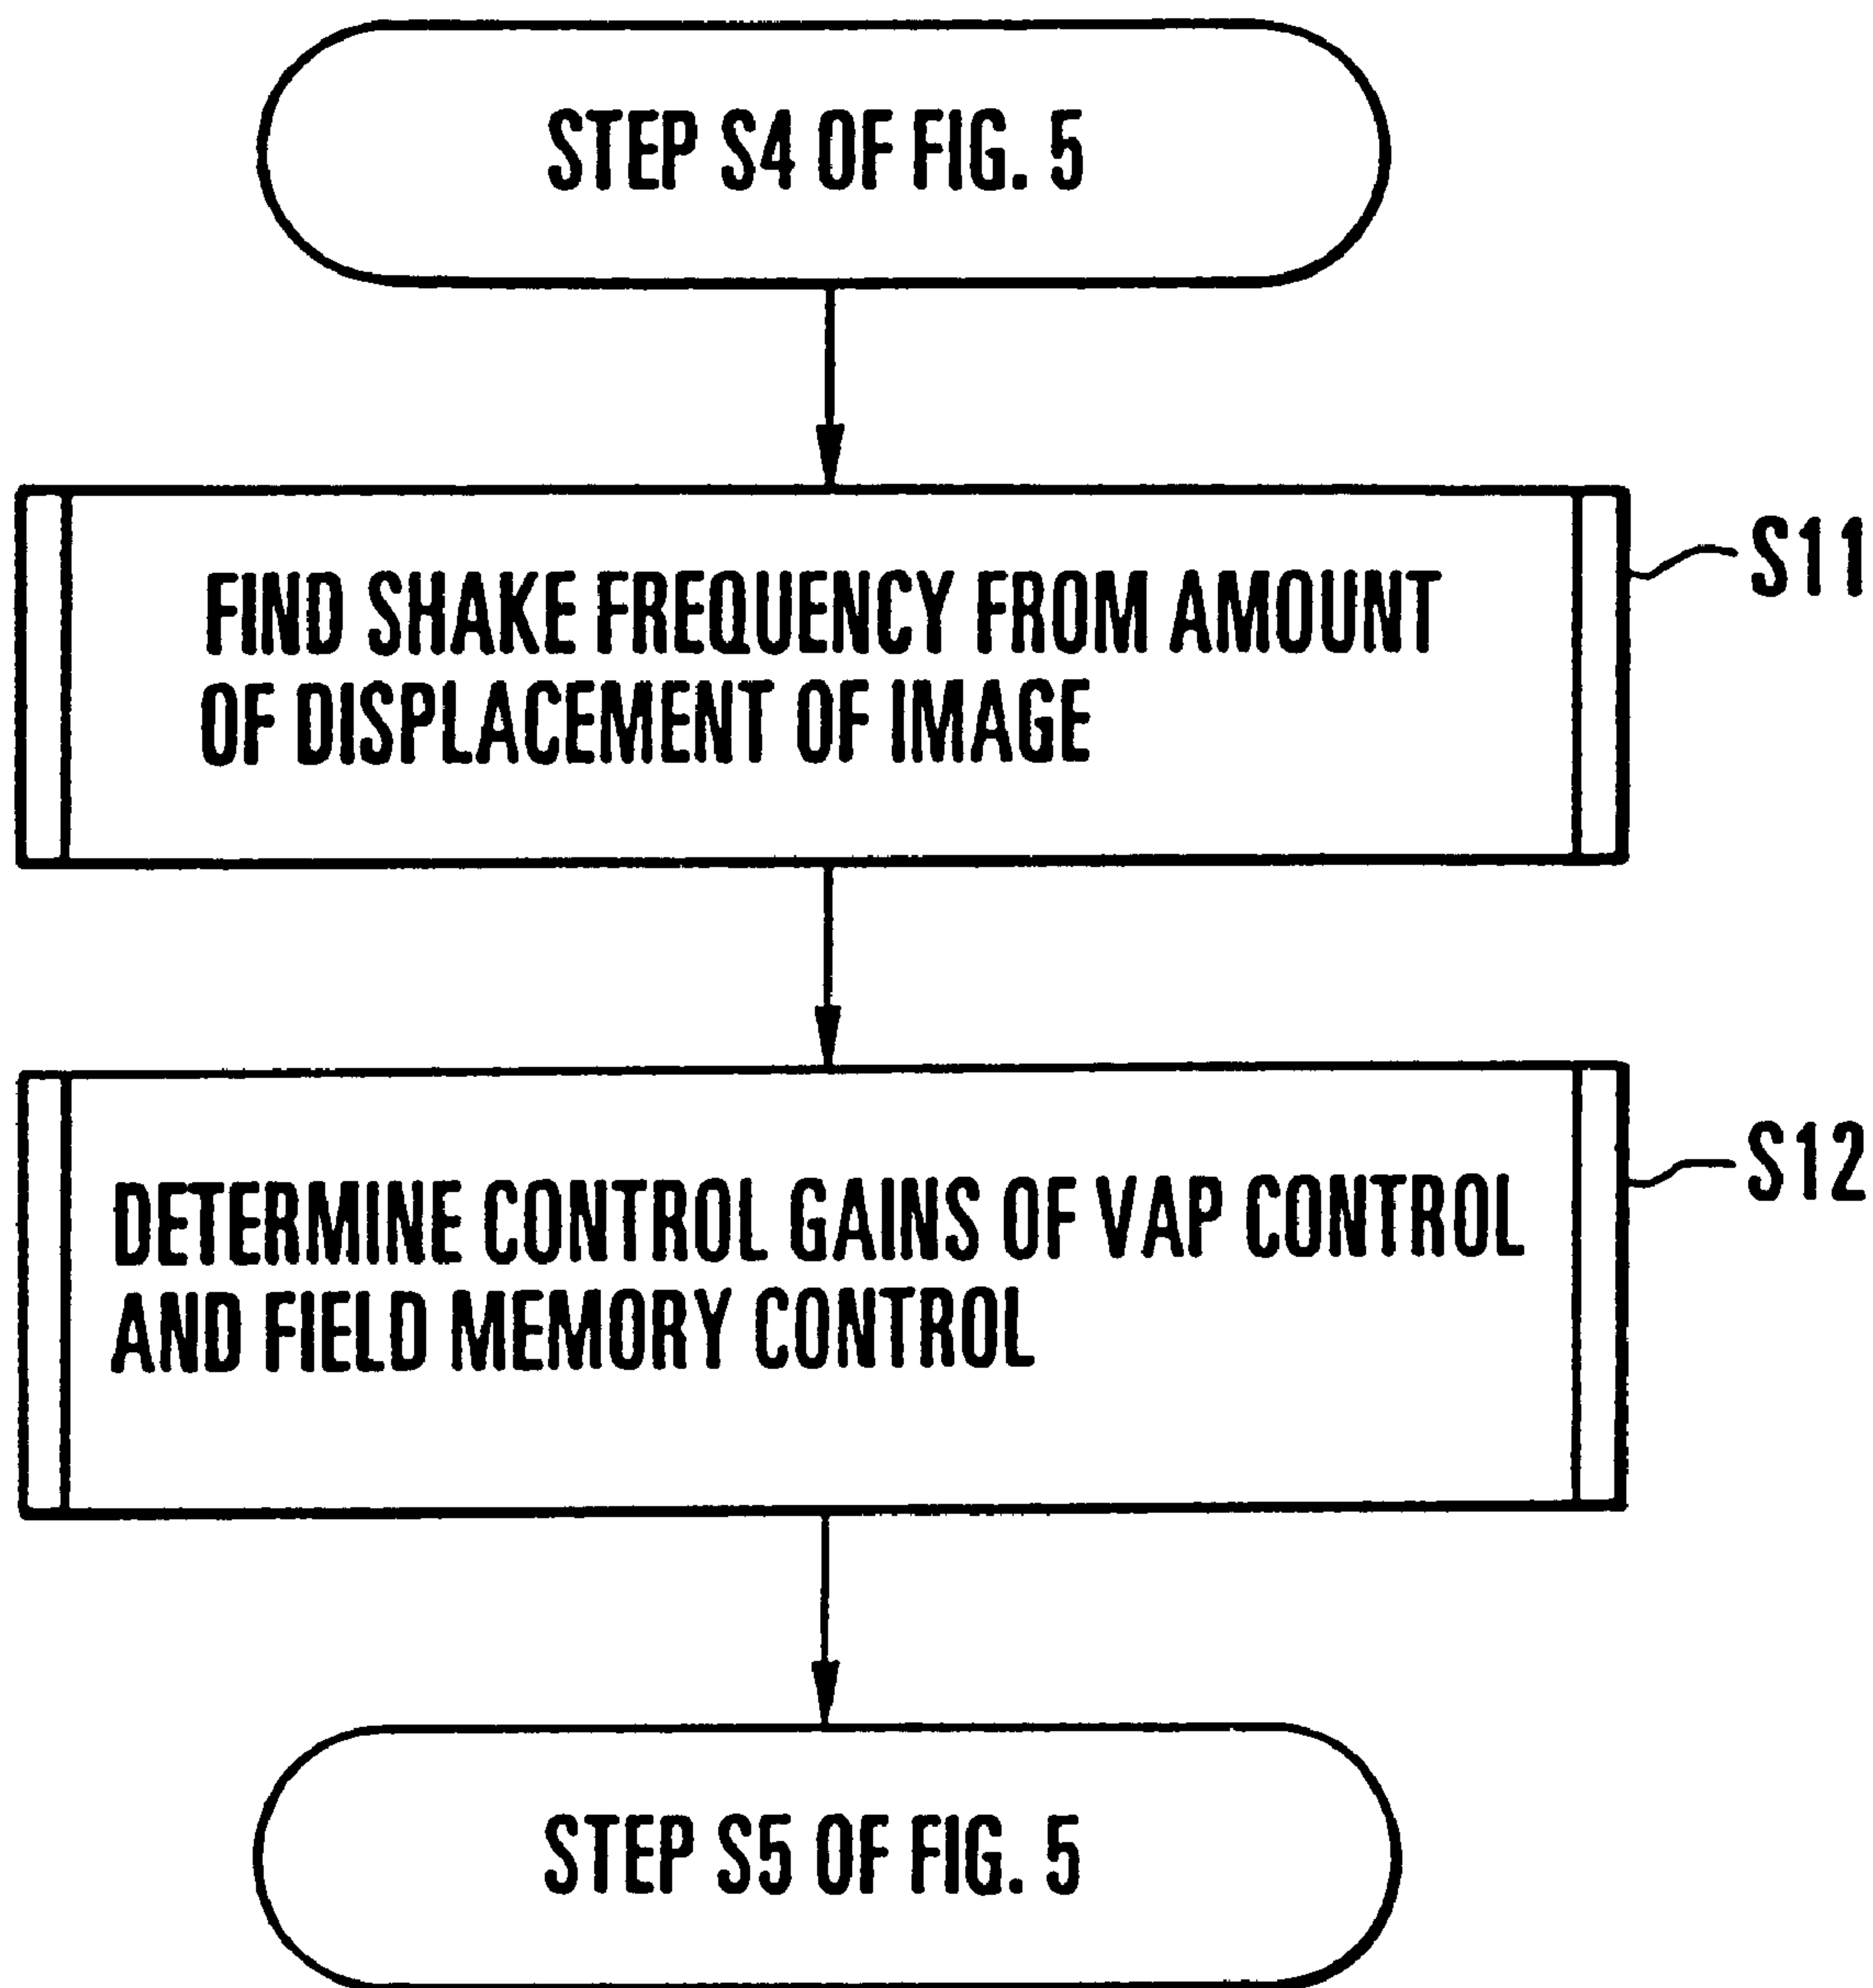 STEP S4 OF FIG. 5
FIND SHAKE FREQUENCY FROM AMOUNT
OF DISPLACEMENT OF IMAGE
S11
DETERMINE CONTROL GAINS OF VAP CONTROL
AND FIELD MEMORY CONTROL
S12
STEP S5 OF FIG. 5